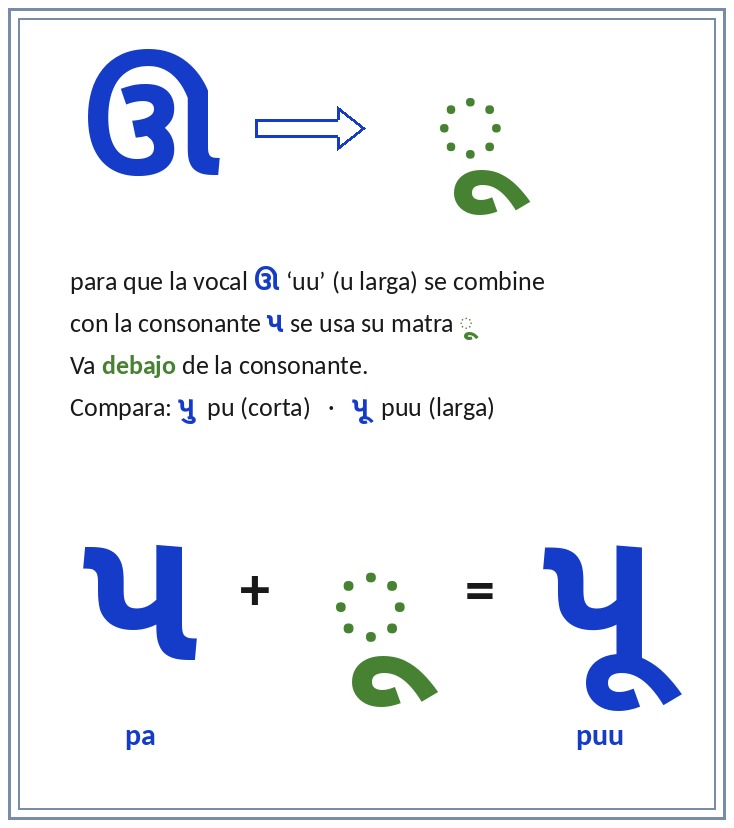 ઊ ૂ
para que la vocal ઊ ‘uu’ (u larga) se combine
con la consonante પ se usa su matra ૂ
Va debajo de la consonante.
Compara: પુ pu (corta) · પૂ puu (larga)
પ + ૂ = પૂ
pa puu